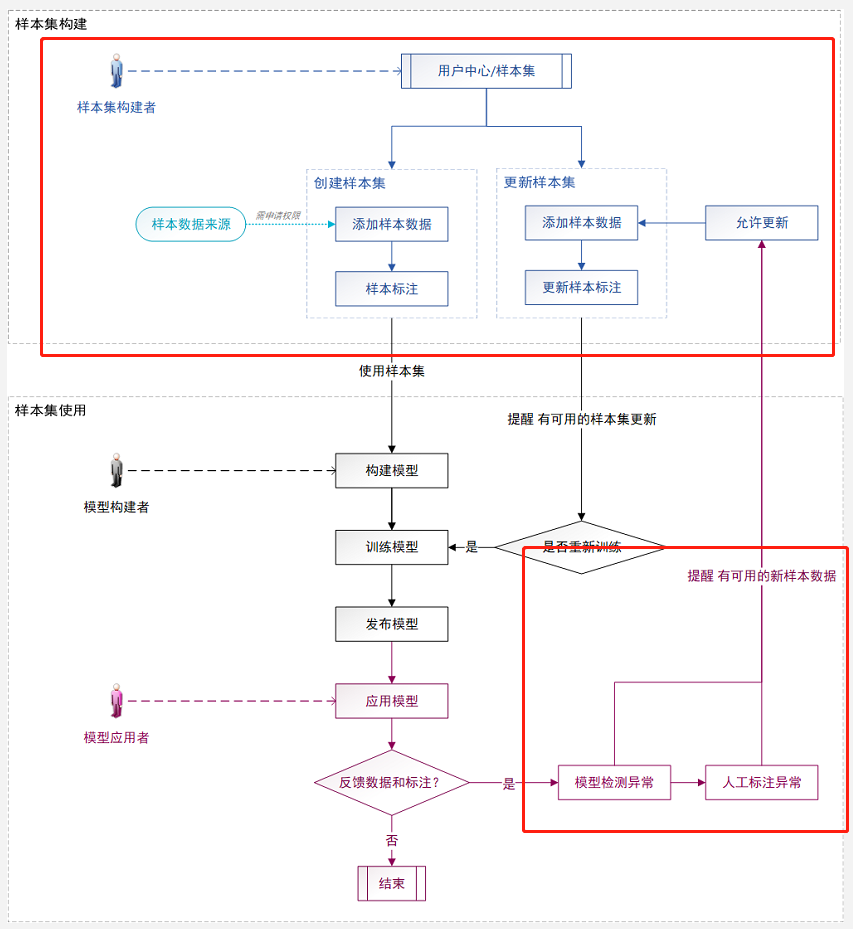 样本集构建
用户中心/样本集
样本集构建者
创建样本集
更新样本集
样本数据来源
需申请权限
添加样本数据
添加样本数据
允许更新
样本标注
更新样本标注
使用样本集
样本集使用
提醒 有可用的样本集更新
构建模型
模型构建者
训练模型
是
是否重新训练
提醒 有可用的新样本数据
发布模型
应用模型
模型应用者
反馈数据和标注?
是
模型检测异常
人工标注异常
否
结束